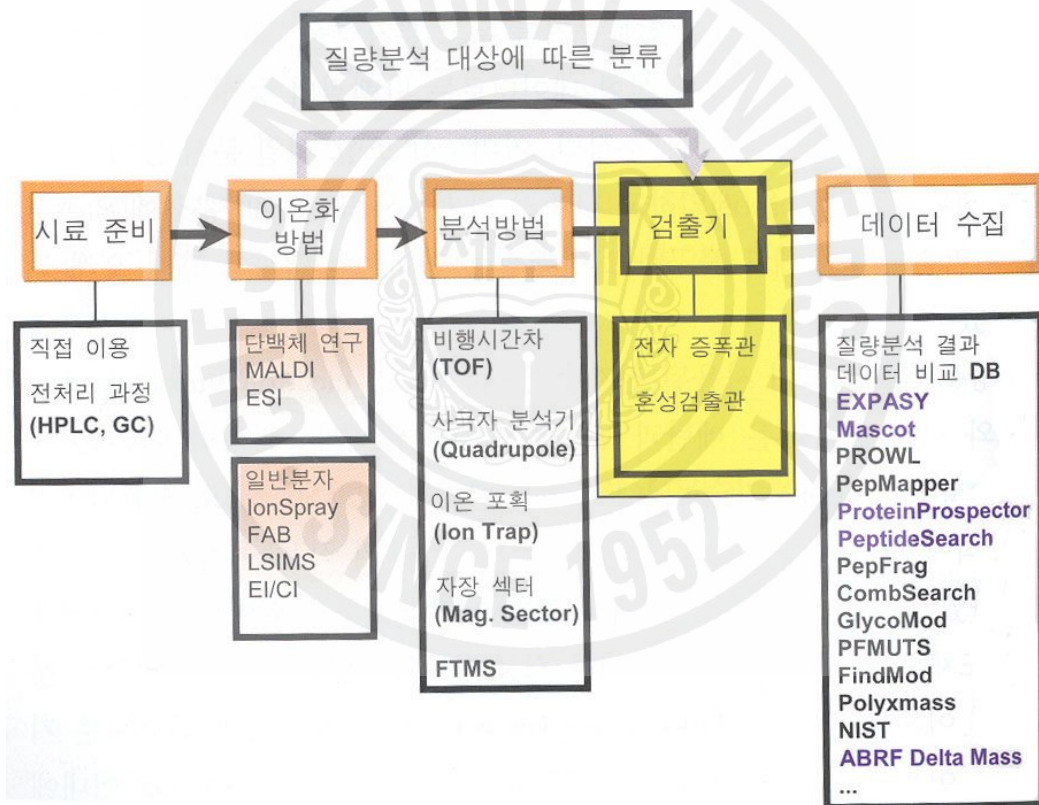 질량분석 대상에 따른 분류
시료 준비
이온화
방법
분석방법
검출기
데이터 수집
직접 이용
전처리 과정
(HPLC, GC)
단백체 연구
MALDI
ESI
일반분자
IonSpray
FAB
LSIMS
EI/CI
비행시간차
(TOF)
사극자 분석기
(Quadrupole)
이온 포획
(Ion Trap)
자장 섹터
(Mag. Sector)
FTMS
전자 증폭관
혼성검출관
질량분석 결과
데이터 비교 DB
EXPASY
Mascot
PROWL
PepMapper
ProteinProspector
PeptideSearch
PepFrag
CombSearch
GlycoMod
PFMUTS
FindMod
Polyxmass
NIST
ABRF Delta Mass
...
NATIONAL UNIVERSITY
SINCE 1952